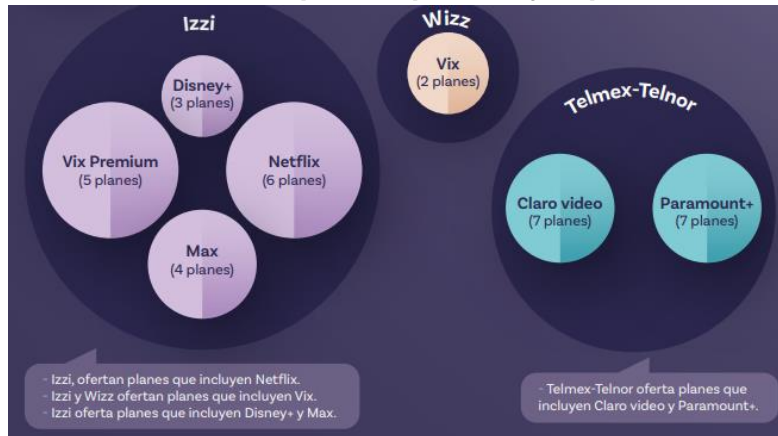 Izzi
Disney+
(3 planes)
Vix Premium
(5 planes)
Netflix
(6 planes)
Max
(4 planes)
Wizz
Vix
(2 planes)
Telmex-Telnor
Claro video
(7 planes)
Paramount+
(7 planes)
- Izzi, ofertan planes que incluyen Netflix.
- Izzi y Wizz ofertan planes que incluyen Vix.
- Izzi oferta planes que incluyen Disney+ y Max.
- Telmex-Telnor oferta planes que
incluyen Claro video y Paramount+.